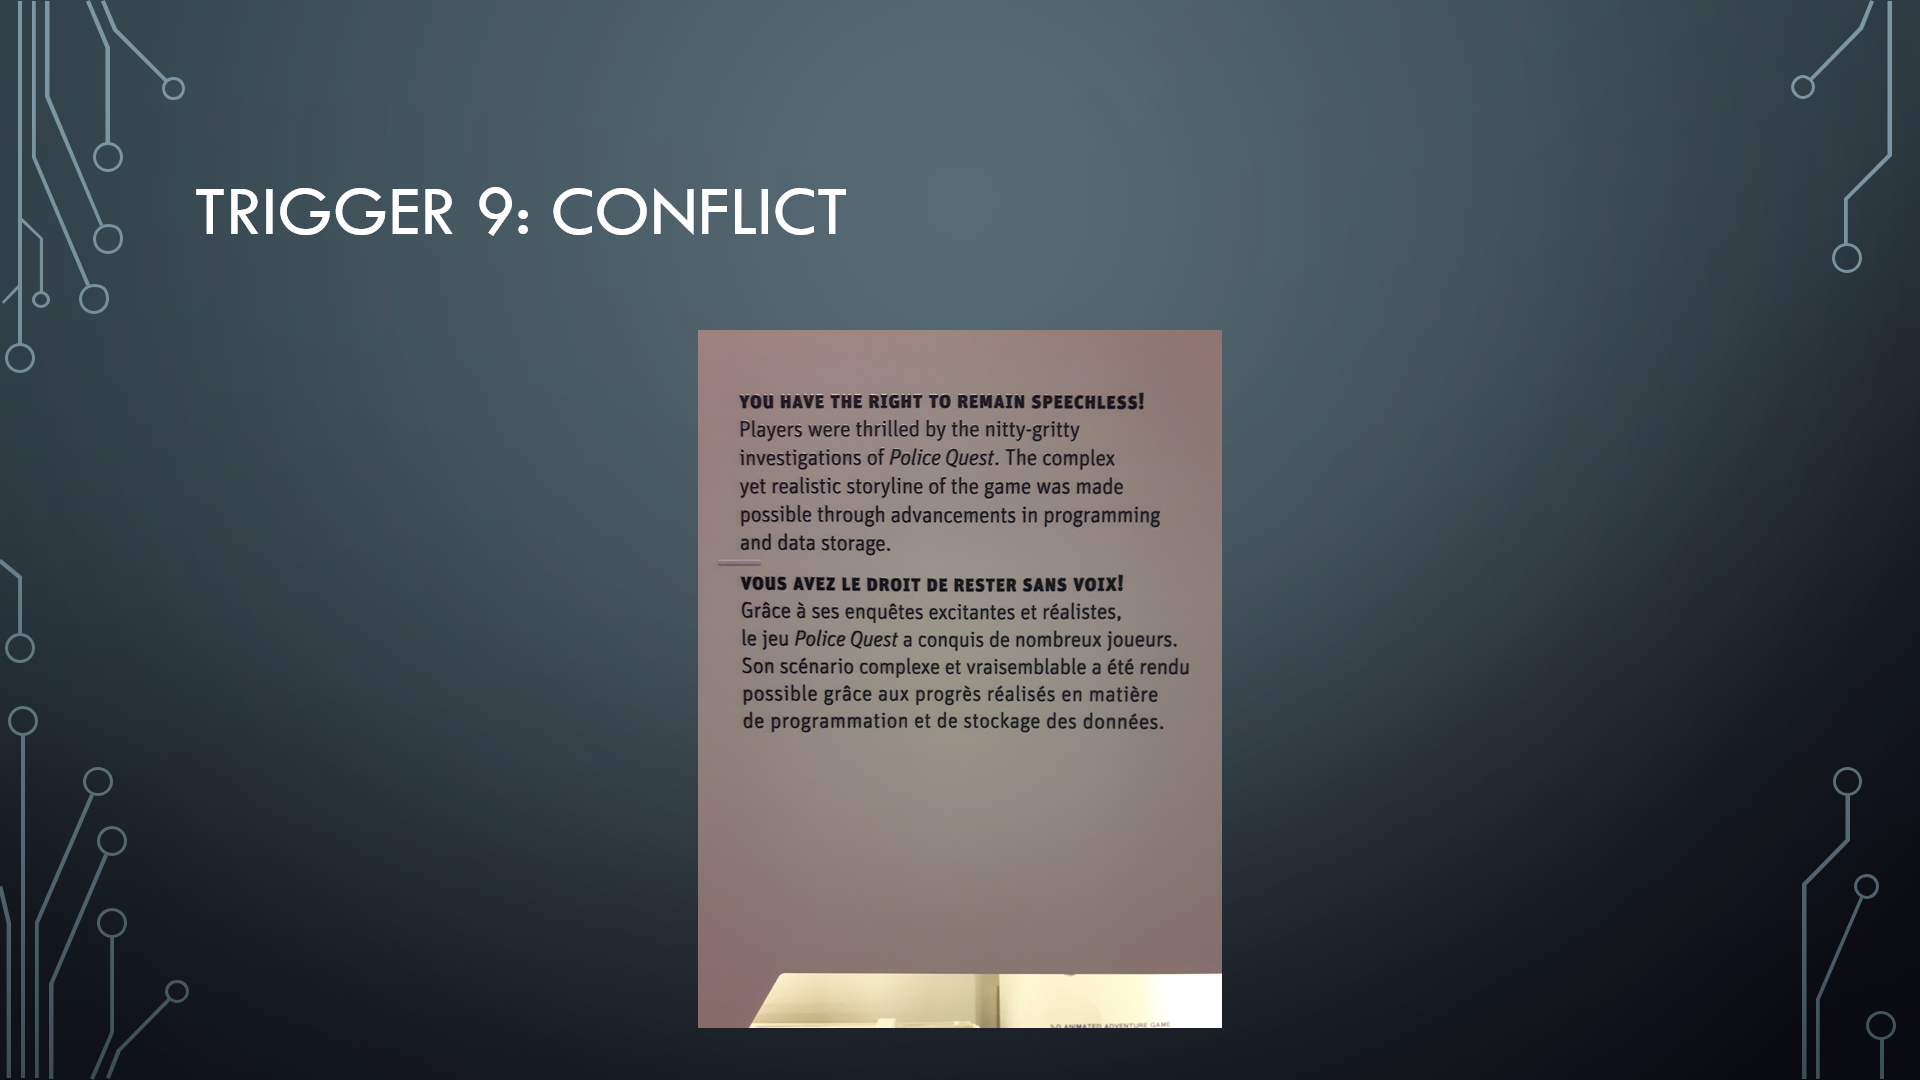 TRIGGER 9: CONFLICT
YOU HAVE THE RIGHT TO REMAIN SPEECHLESS!
Players were thrilled by the nitty-gritty
investigations of Police Quest. The complex
yet realistic storyline of the game was made
possible through advancements in programming
and data storage.
VOUS AVEZ LE DROIT DE RESTER SANS VOIX!
Grâce à ses enquêtes excitantes et réalistes,
le jeu Police Quest a conquis de nombreux joueurs.
Son scénario complexe et vraisemblable a été rendu
possible grâce aux progrès réalisés en matière
de programmation et de stockage des données.
3-D ANIMATED ADVENTURE GAME